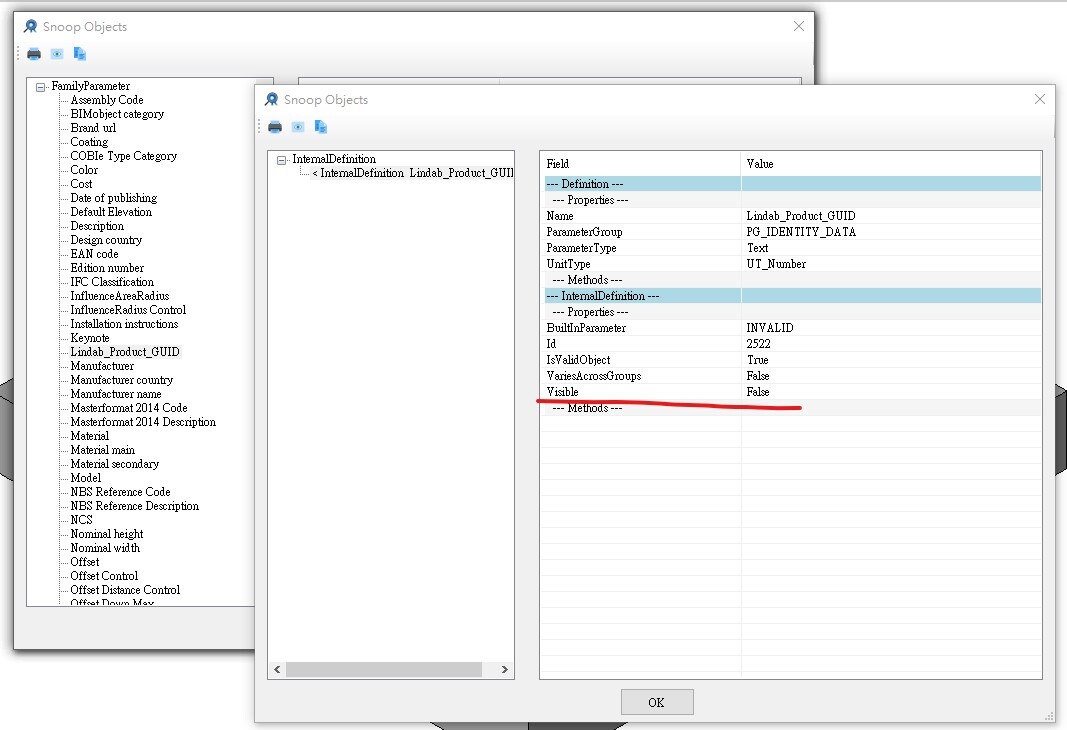 Snoop Objects
FamilyParameter
Assembly Code
BIMobject category
Brand url
Coating
COBIe Type Category
Color
Cost
Date of publishing
Default Elevation
Description
Design country
EAN code
Edition number
IFC Classification
InfluenceAreaRadius
InfluenceRadius Control
Installation instructions
Keynote
Lindab_Product_GUID
Manufacturer
Manufacturer country
Manufacturer name
Masterformat 2014 Code
Masterformat 2014 Description
Material
Material main
Material secondary
Model
NBS Reference Code
NBS Reference Description
NCS
Nominal height
Nominal width
Offset
Offset Control
Offset Distance Control
Offset Down Max
Snoop Objects
InternalDefinition
< InternalDefinition Lindab_Product_GUI
Field Value
--- Definition ---
--- Properties ---
Name Lindab_Product_GUID
ParameterGroup PG_IDENTITY_DATA
ParameterType Text
UnitType UT_Number
--- Methods ---
--- InternalDefinition ---
--- Properties ---
BuiltInParameter INVALID
Id 2522
IsValidObject True
VariesAcrossGroups False
Visible False
--- Methods ---
OK